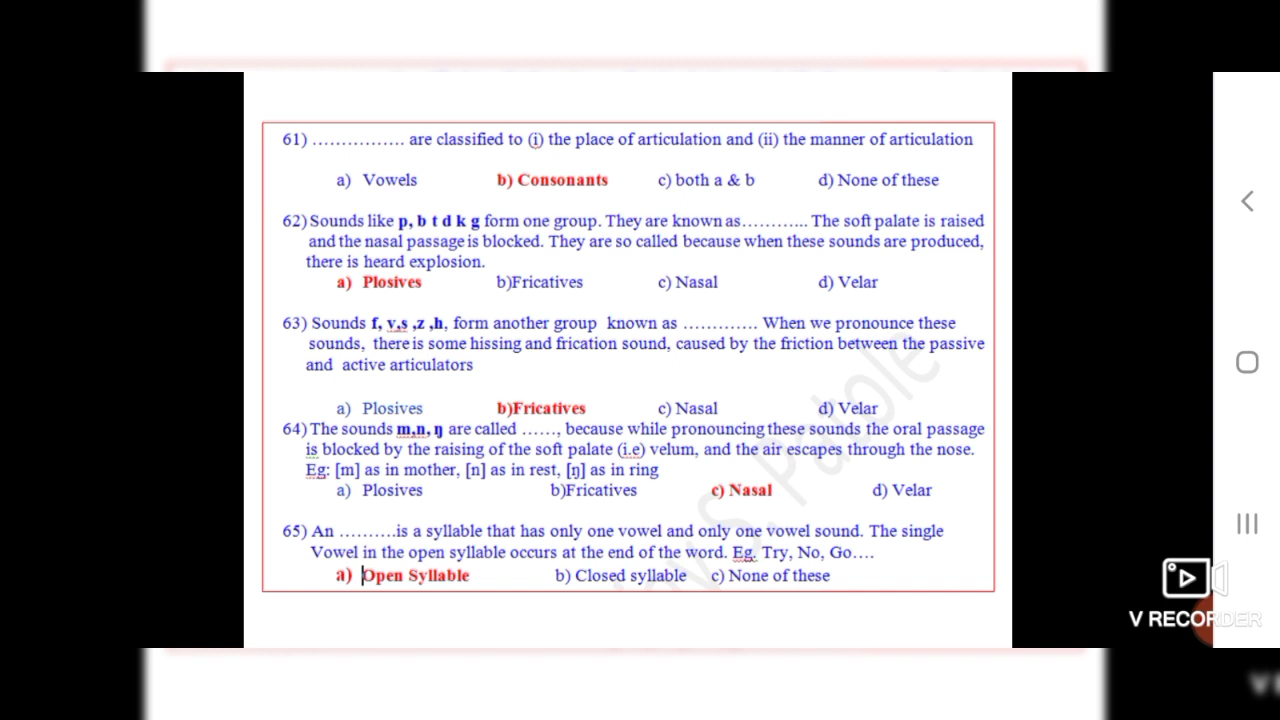 61) ................ are classified to (i) the place of articulation and (ii) the manner of articulation
a) Vowels b) Consonants c) both a & b d) None of these
62) Sounds like p, b t d k g form one group. They are known as........... The soft palate is raised
and the nasal passage is blocked. They are so called because when these sounds are produced,
there is heard explosion.
a) Plosives b)Fricatives c) Nasal d) Velar
63) Sounds f, v,s ,z ,h, form another group known as ............. When we pronounce these
sounds, there is some hissing and frication sound, caused by the friction between the passive
and active articulators
a) Plosives b)Fricatives c) Nasal d) Velar
64) The sounds m,n, ŋ are called ......, because while pronouncing these sounds the oral passage
is blocked by the raising of the soft palate (i.e) velum, and the air escapes through the nose.
Eg: [m] as in mother, [n] as in rest, [ŋ] as in ring
a) Plosives b)Fricatives c) Nasal d) Velar
65) An ..........is a syllable that has only one vowel and only one vowel sound. The single
Vowel in the open syllable occurs at the end of the word. Eg. Try, No, Go....
a) Open Syllable b) Closed syllable c) None of these
S. Patole
V RECORDER